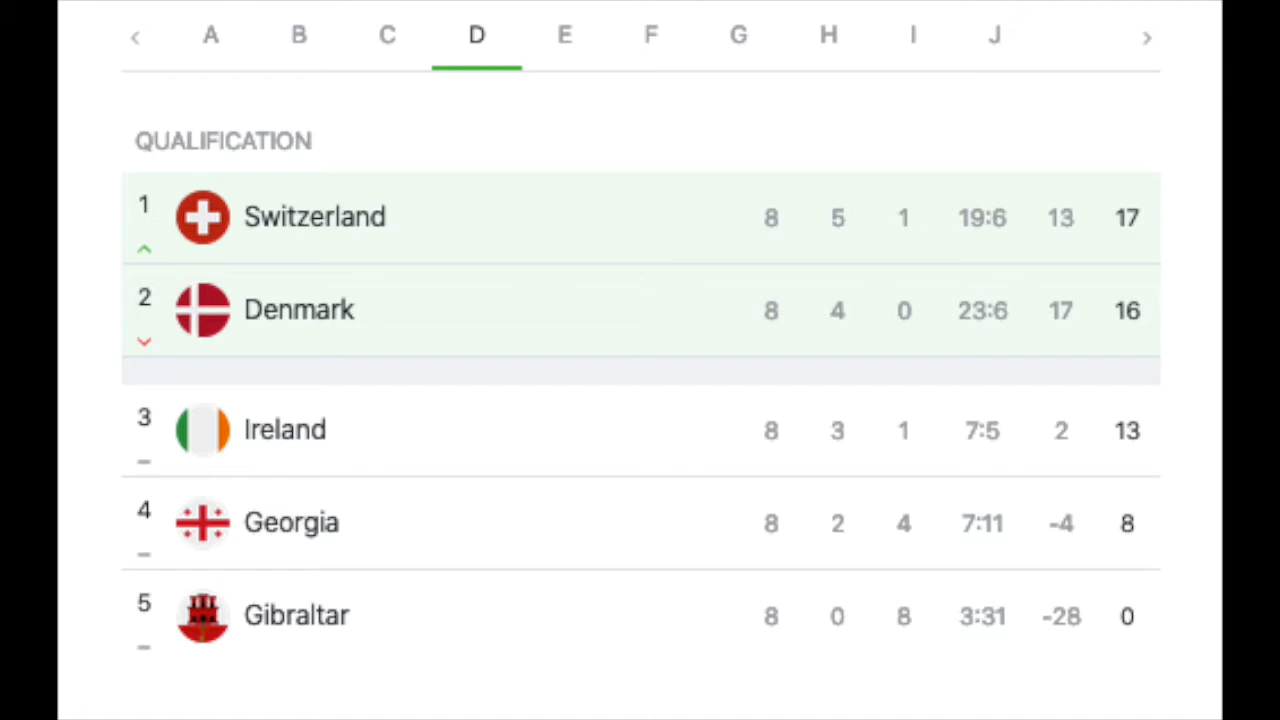 ‹ A B C D E F G H I J ›
QUALIFICATION
1 Switzerland 8 5 1 19:6 13 17
2 Denmark 8 4 0 23:6 17 16
3 Ireland 8 3 1 7:5 2 13
4 Georgia 8 2 4 7:11 -4 8
5 Gibraltar 8 0 8 3:31 -28 0